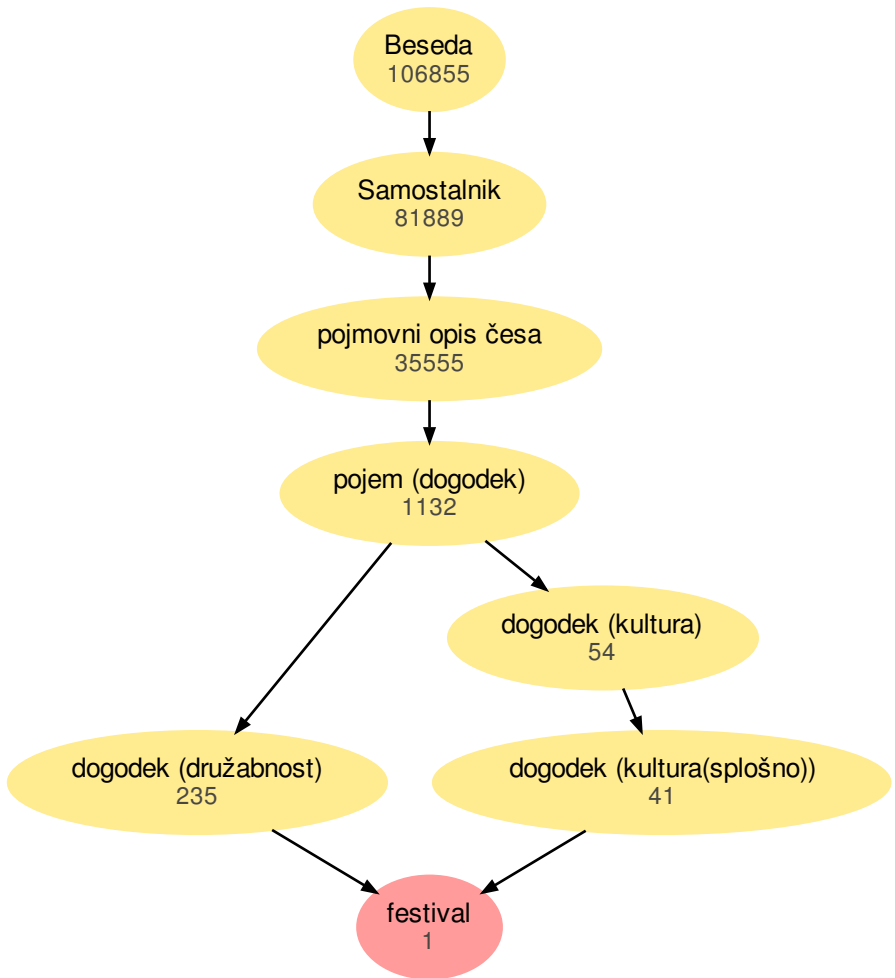 Beseda
106855
Samostalnik
81889
pojmovni opis česa
35555
pojem (dogodek)
1132
dogodek (kultura)
54
dogodek (družabnost)
235
dogodek (kultura(splošno))
41
festival
1